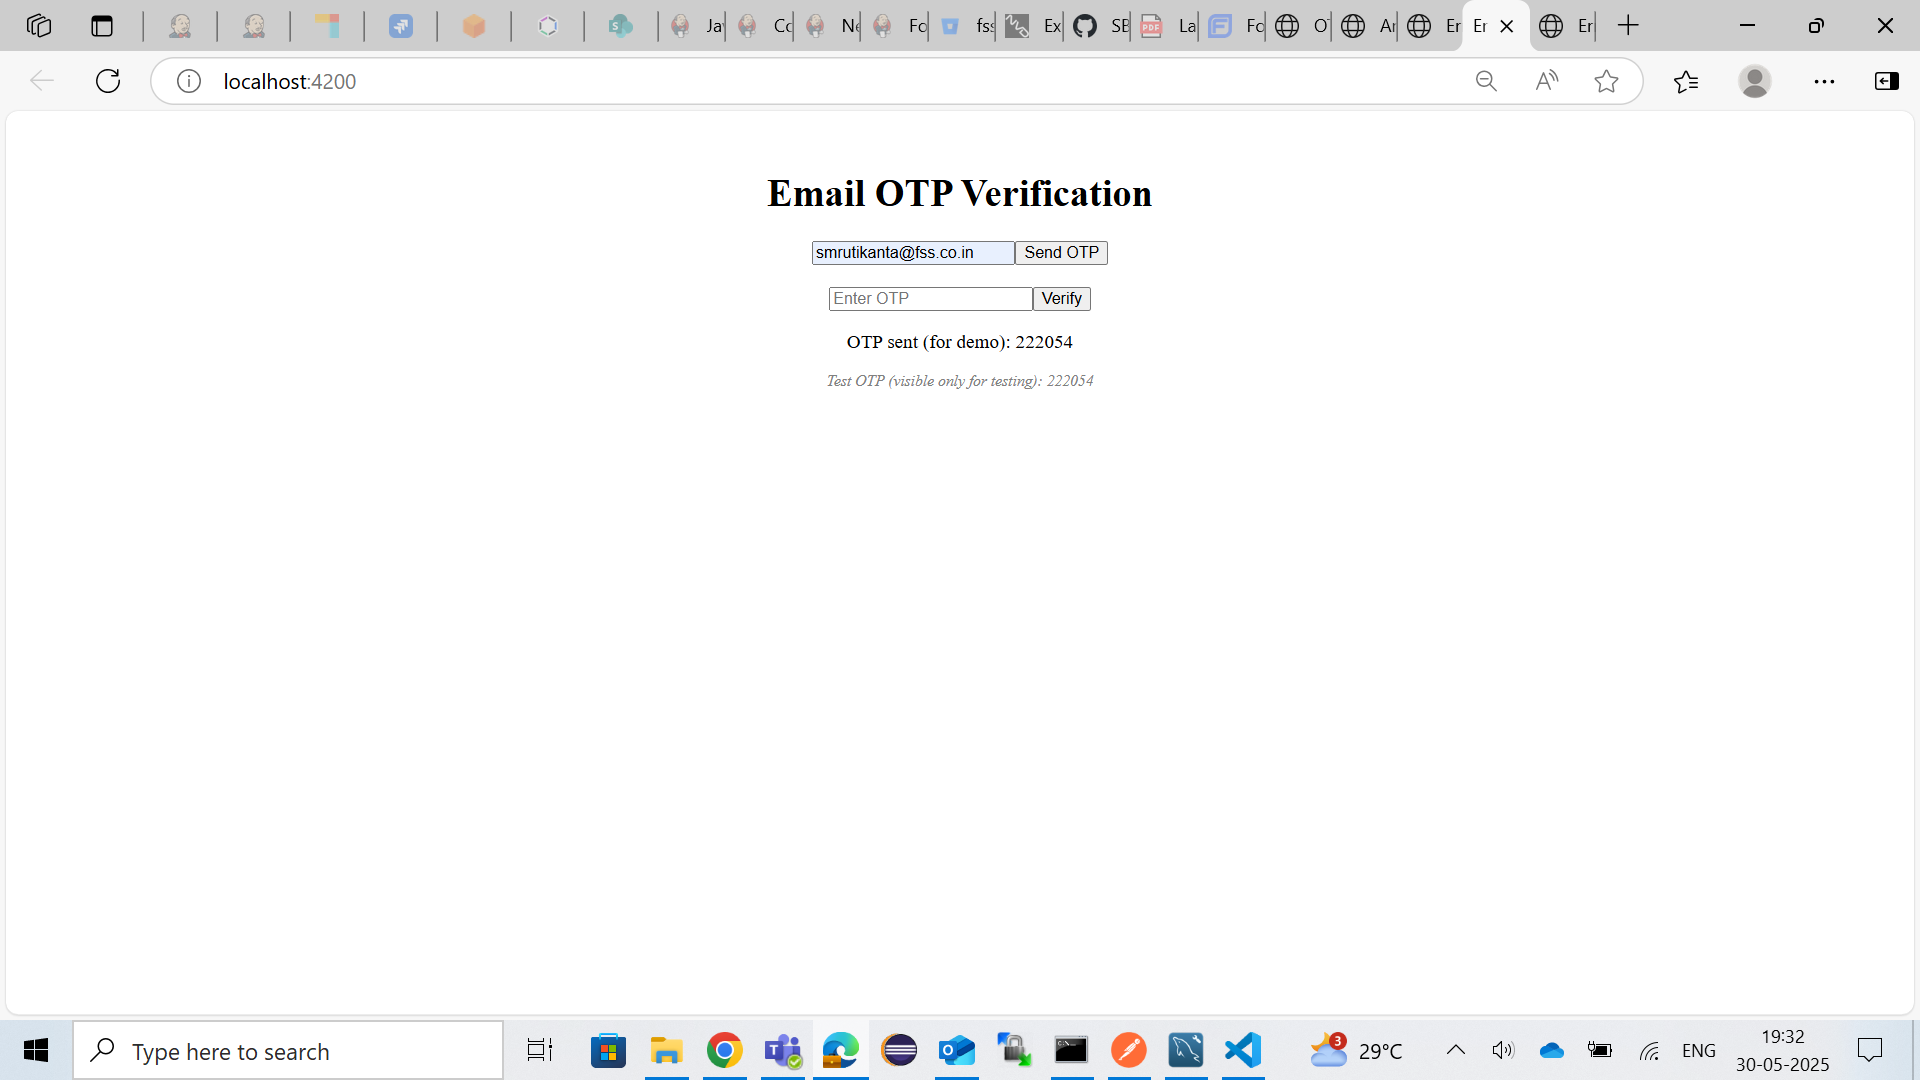 Ja
Co
Ne
Fo
fss
Ex
SE
La
Fo
O
Ar
Er
Er
Er
localhost:4200
Email OTP Verification
smrutikanta@fss.co.in Send OTP
Enter OTP Verify
OTP sent (for demo): 222054
Test OTP (visible only for testing): 222054
Type here to search
3
29°C
ENG
19:32
30-05-2025